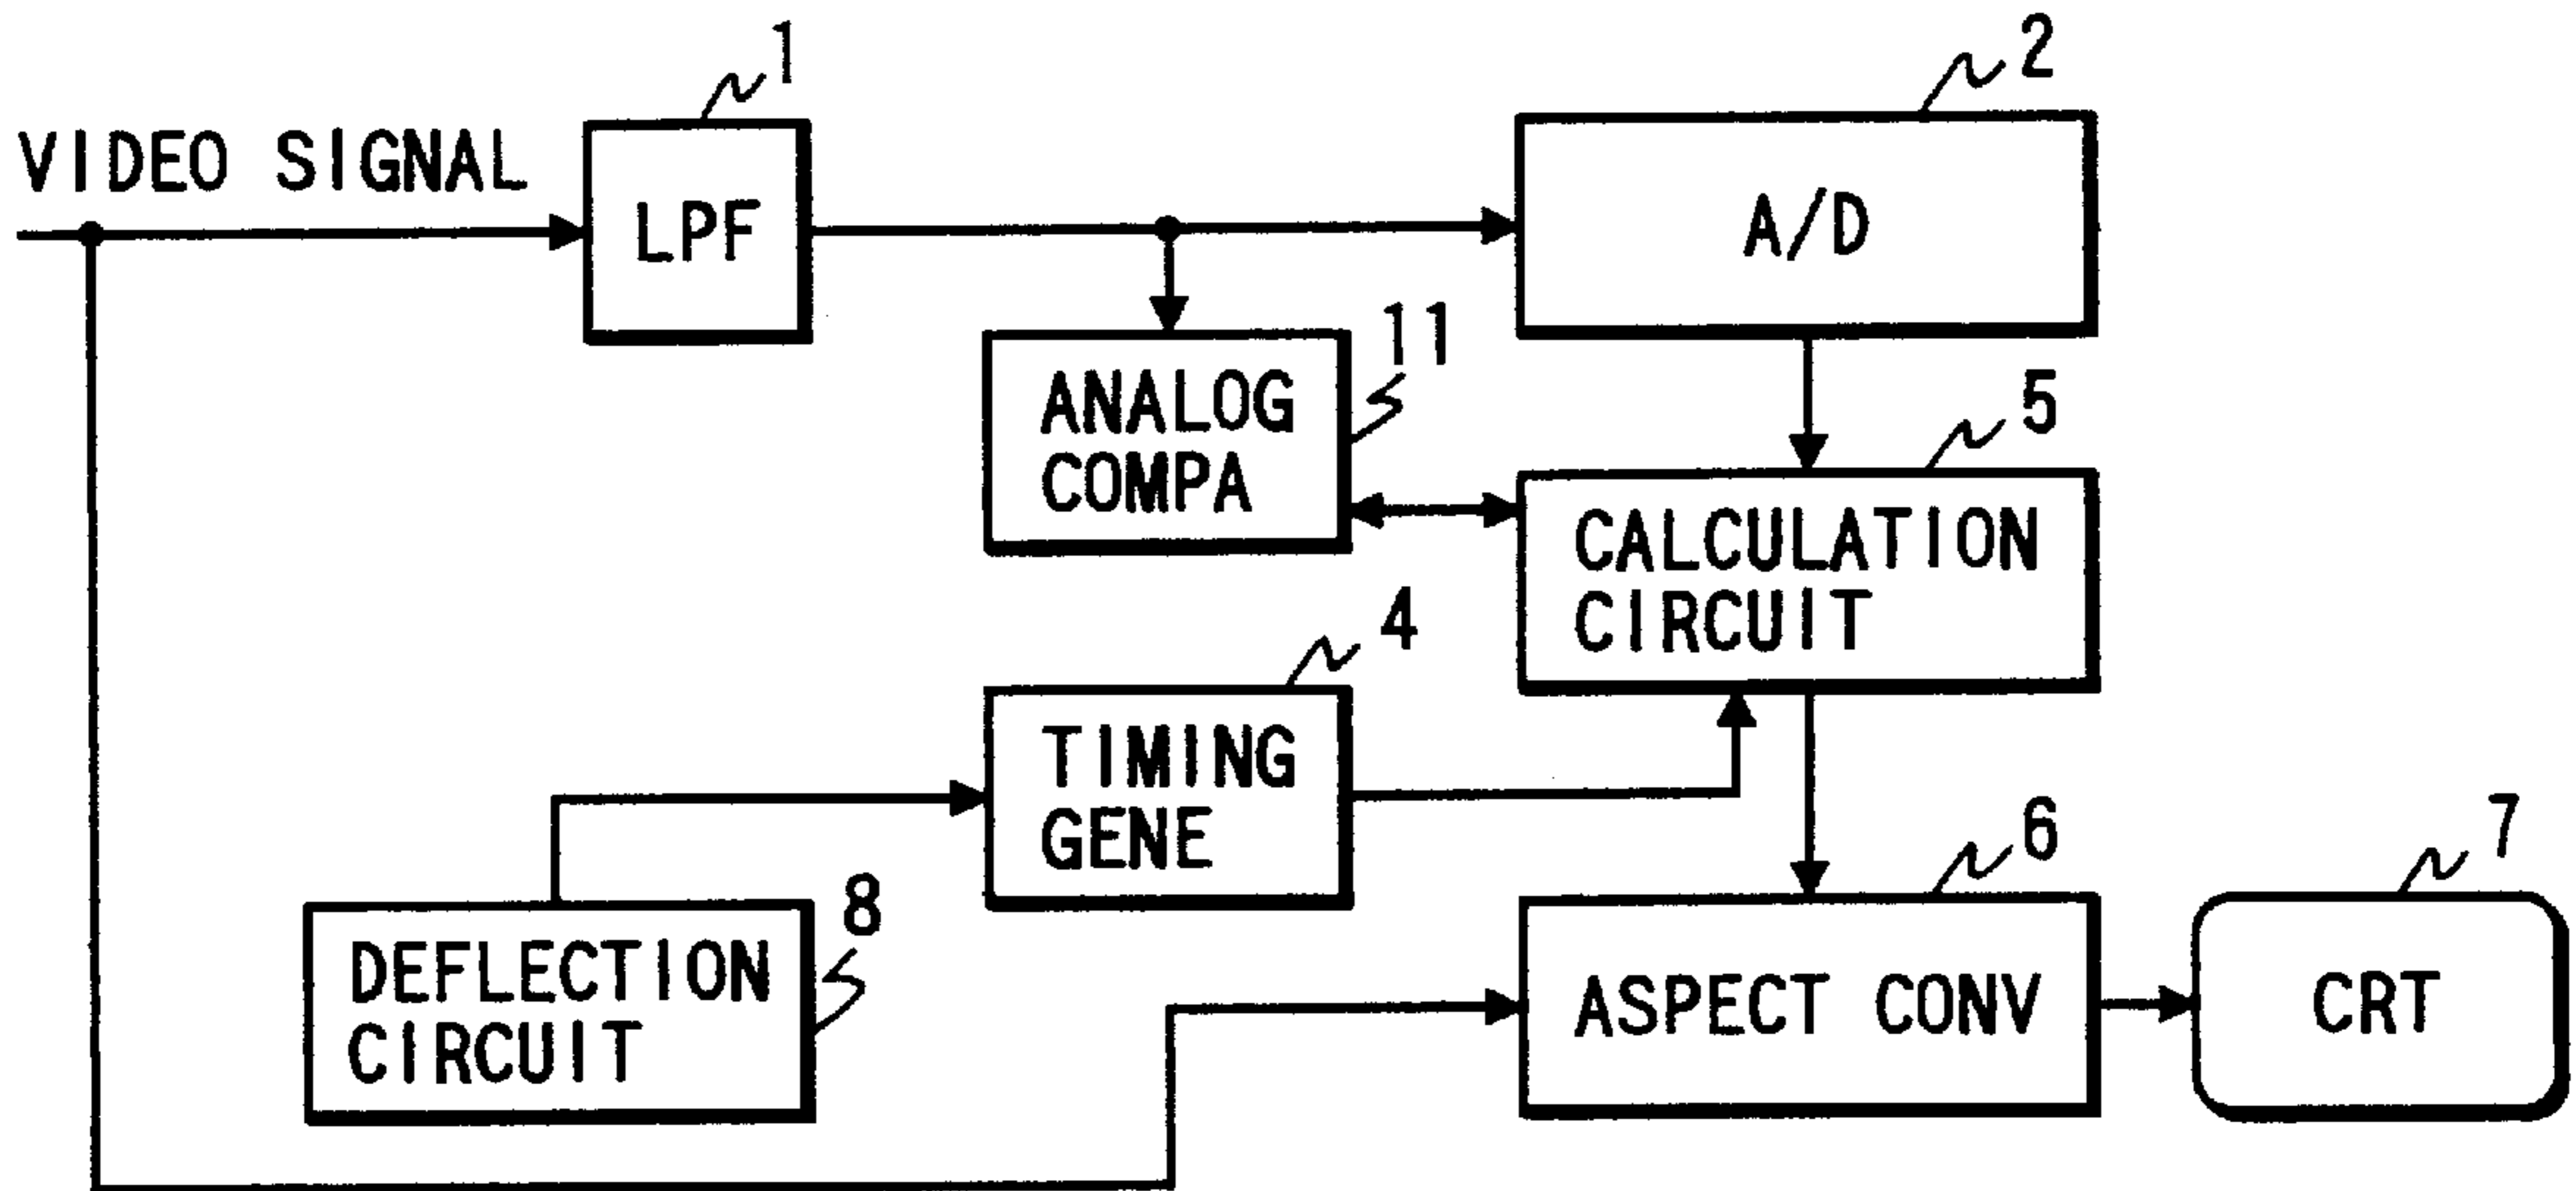 1
2
VIDEO SIGNAL
LPF
A/D
11
ANALOG
COMPA
5
CALCULATION
CIRCUIT
4
TIMING
GENE
8
DEFLECTION
CIRCUIT
6
ASPECT CONV
7
CRT